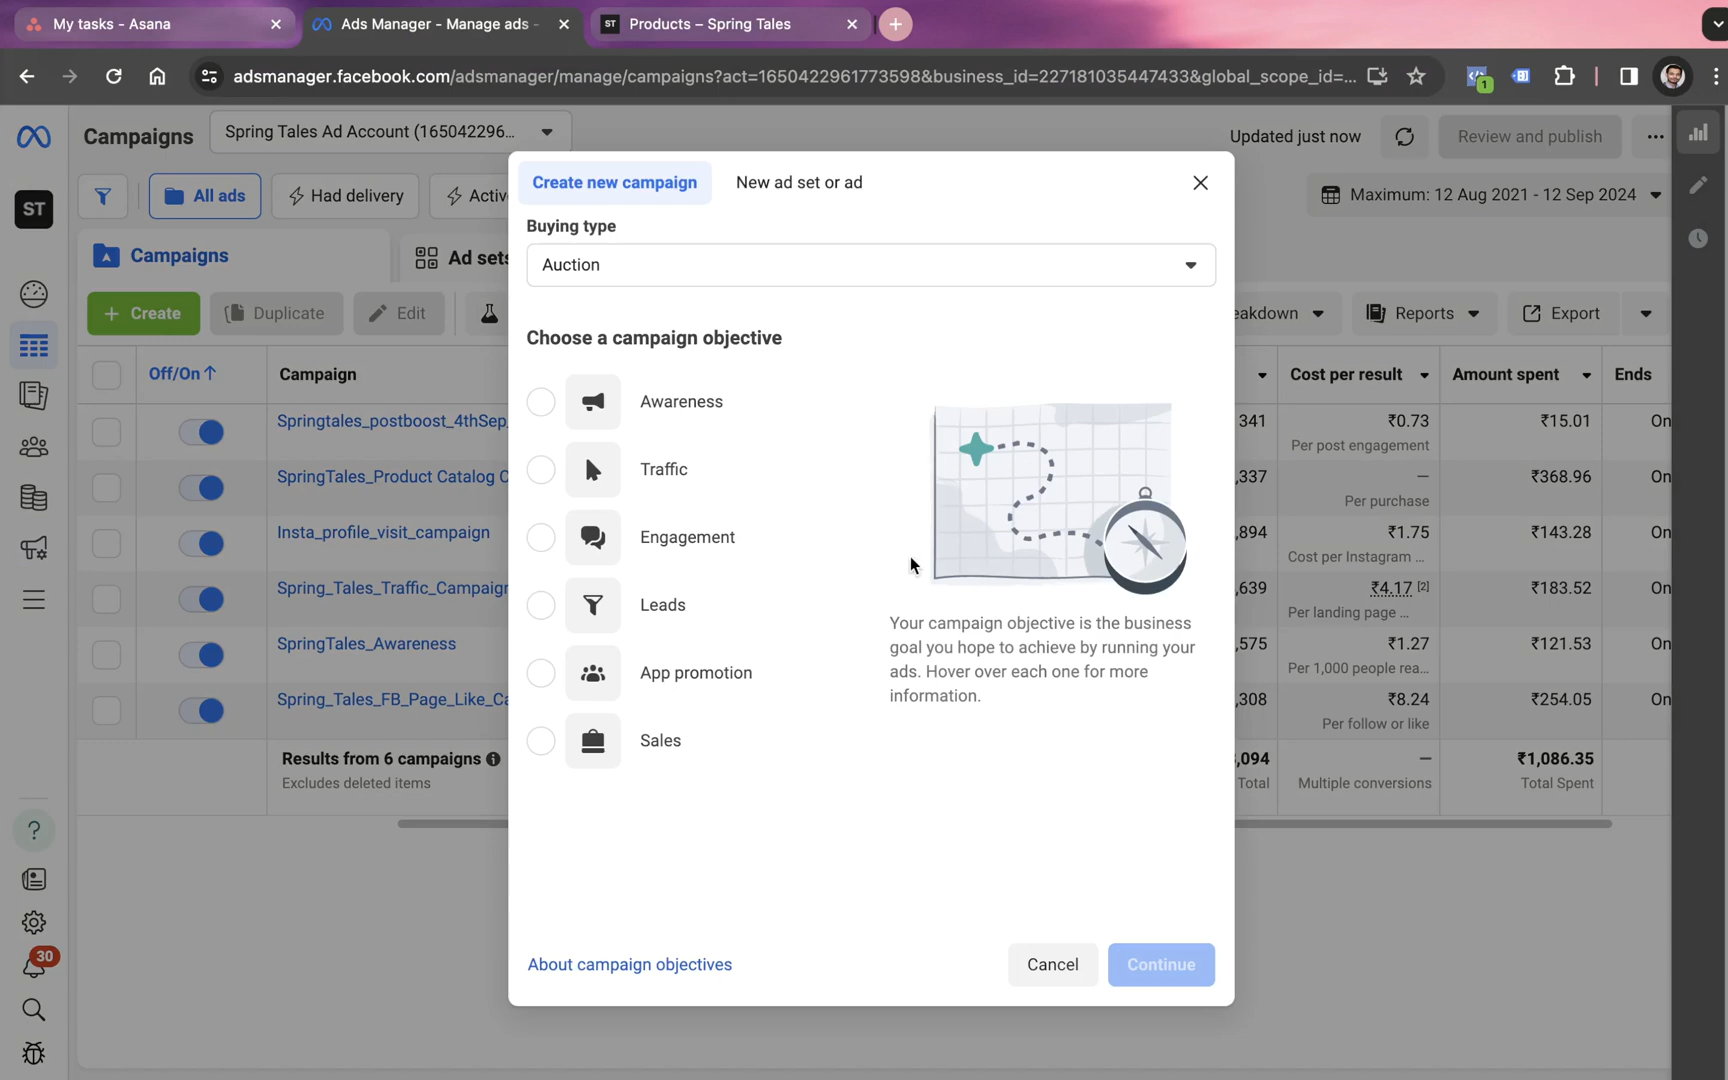 My tasks - Asana
Ads Manager - Manage ads -
ST Products – Spring Tales
adsmanager.facebook.com/adsmanager/manage/campaigns?act=1650422961773598&business_id=227181035447433&global_scope_id=...
1
Campaigns
Spring Tales Ad Account (165042296...
Updated just now
Review and publish
All ads
Had delivery
Activ
Maximum: 12 Aug 2021 - 12 Sep 2024
ST
Campaigns
Ad sets
Create
Duplicate
Edit
eakdown
Reports
Export
Off/On↑
Campaign
Cost per result
Amount spent
Ends
Springtales_postboost_4thSep_
341
₹0.73
Per post engagement
₹15.01
On
SpringTales_Product Catalog C
,337
—
Per purchase
₹368.96
On
Insta_profile_visit_campaign
,894
₹1.75
Cost per Instagram ...
₹143.28
On
Spring_Tales_Traffic_Campaign
,639
₹4.17 [2]
Per landing page ...
₹183.52
On
SpringTales_Awareness
,575
₹1.27
Per 1,000 people rea...
₹121.53
On
Spring_Tales_FB_Page_Like_Ca
,308
₹8.24
Per follow or like
₹254.05
On
Results from 6 campaigns
Excludes deleted items
,094
Total
—
Multiple conversions
₹1,086.35
Total Spent
?
30
Create new campaign
New ad set or ad
Buying type
Auction
Choose a campaign objective
Awareness
Traffic
Engagement
Leads
App promotion
Sales
Your campaign objective is the business
goal you hope to achieve by running your
ads. Hover over each one for more
information.
About campaign objectives
Cancel
Continue